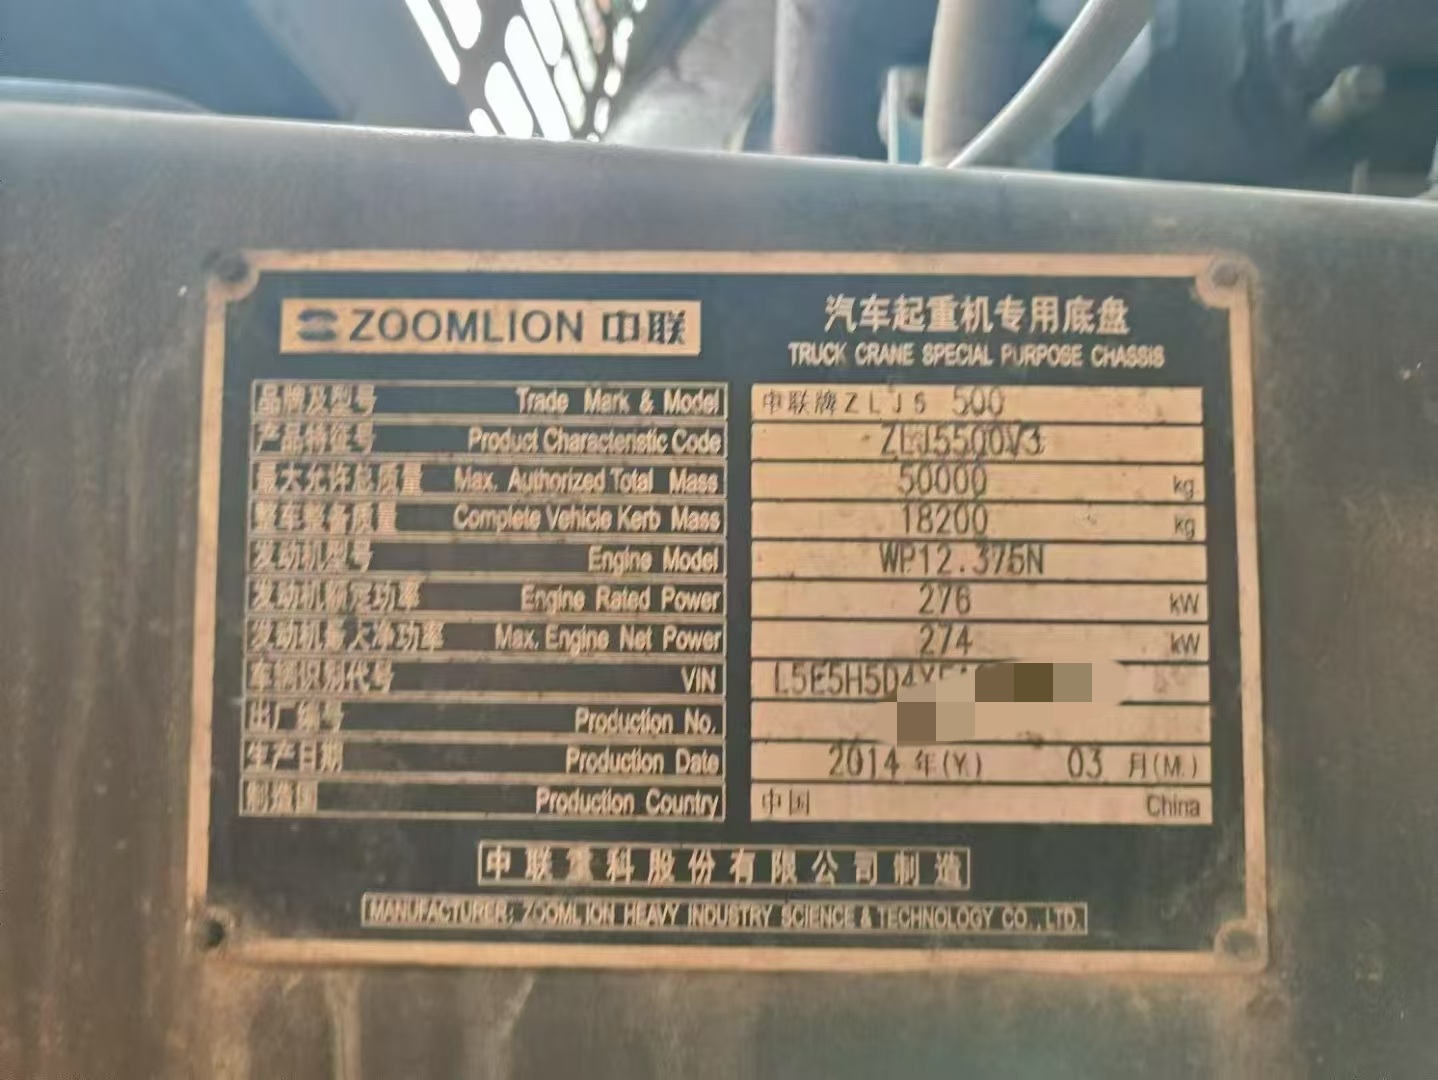 ZOOMLION 中联
汽车起重机专用底盘
TRUCK CRANE SPECIAL PURPOSE CHASSIS
品牌及型号 Trade Mark & Model 中联牌ZLJ5 500
产品特征号 Product Characteristic Code ZLJ5500V3
最大允许总质量 Max. Authorized Total Mass 50000 kg
整车整备质量 Complete Vehicle Kerb Mass 18200 kg
发动机型号 Engine Model WP12.375N
发动机额定功率 Engine Rated Power 276 kW
发动机最大净功率 Max. Engine Net Power 274 kW
车辆识别代号 VIN L5E5H5D4X
出厂编号 Production No.
生产日期 Production Date 2014 年(Y.) 03 月(M.)
制造国 Production Country 中国 China
中联重科股份有限公司制造
MANUFACTURER: ZOOMLION HEAVY INDUSTRY SCIENCE & TECHNOLOGY CO.,LTD.